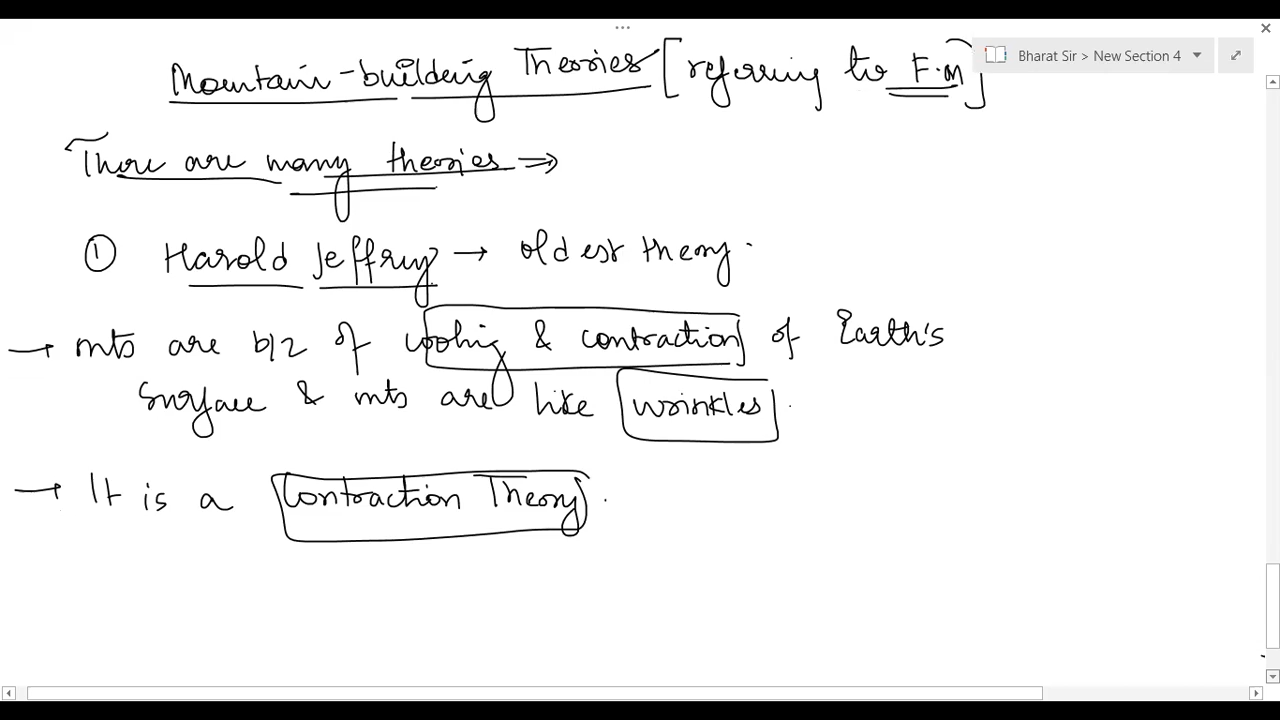 Mountain-building Theories [referring to F.M]
Bharat Sir > New Section 4
There are many theories ⇒
① Harold Jeffry → oldest theory.
→ mts are b/z of cooling & contraction of Earth's
surface & mts are like wrinkles.
→ It is a Contraction Theory.